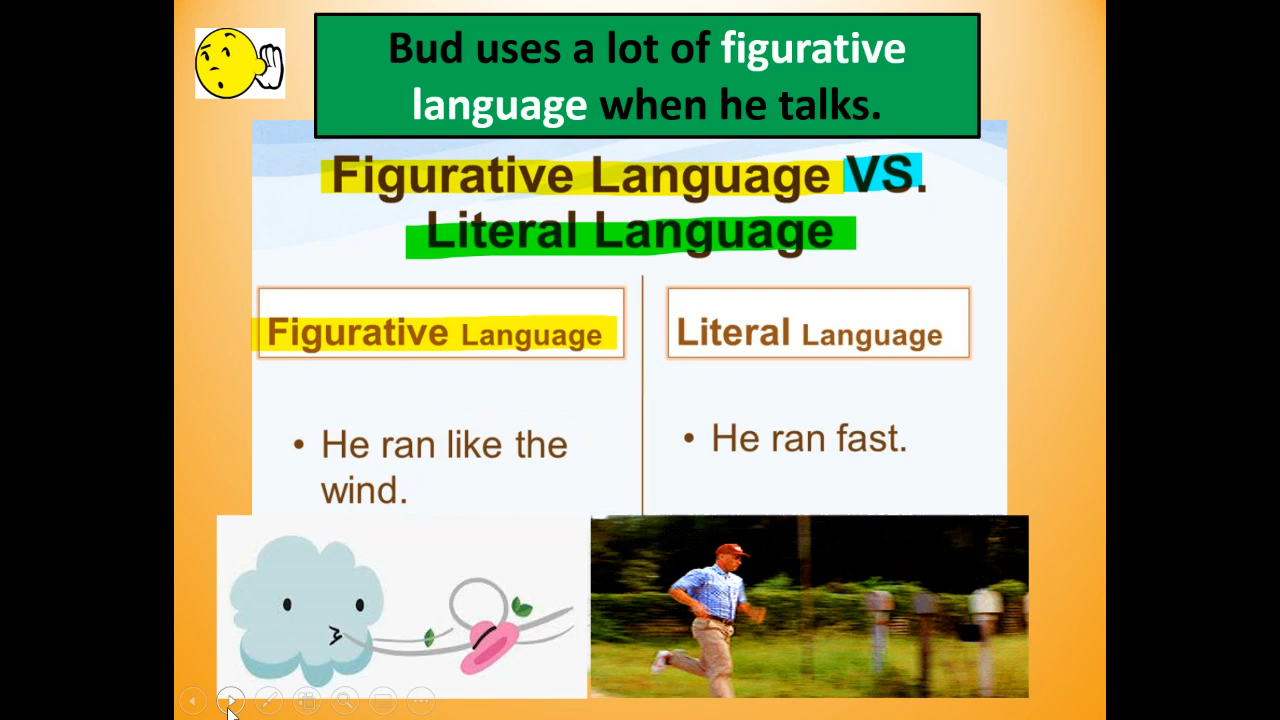 Bud uses a lot of figurative
language when he talks.
Figurative Language VS.
Literal Language
Figurative Language
Literal Language
• He ran like the
wind.
• He ran fast.